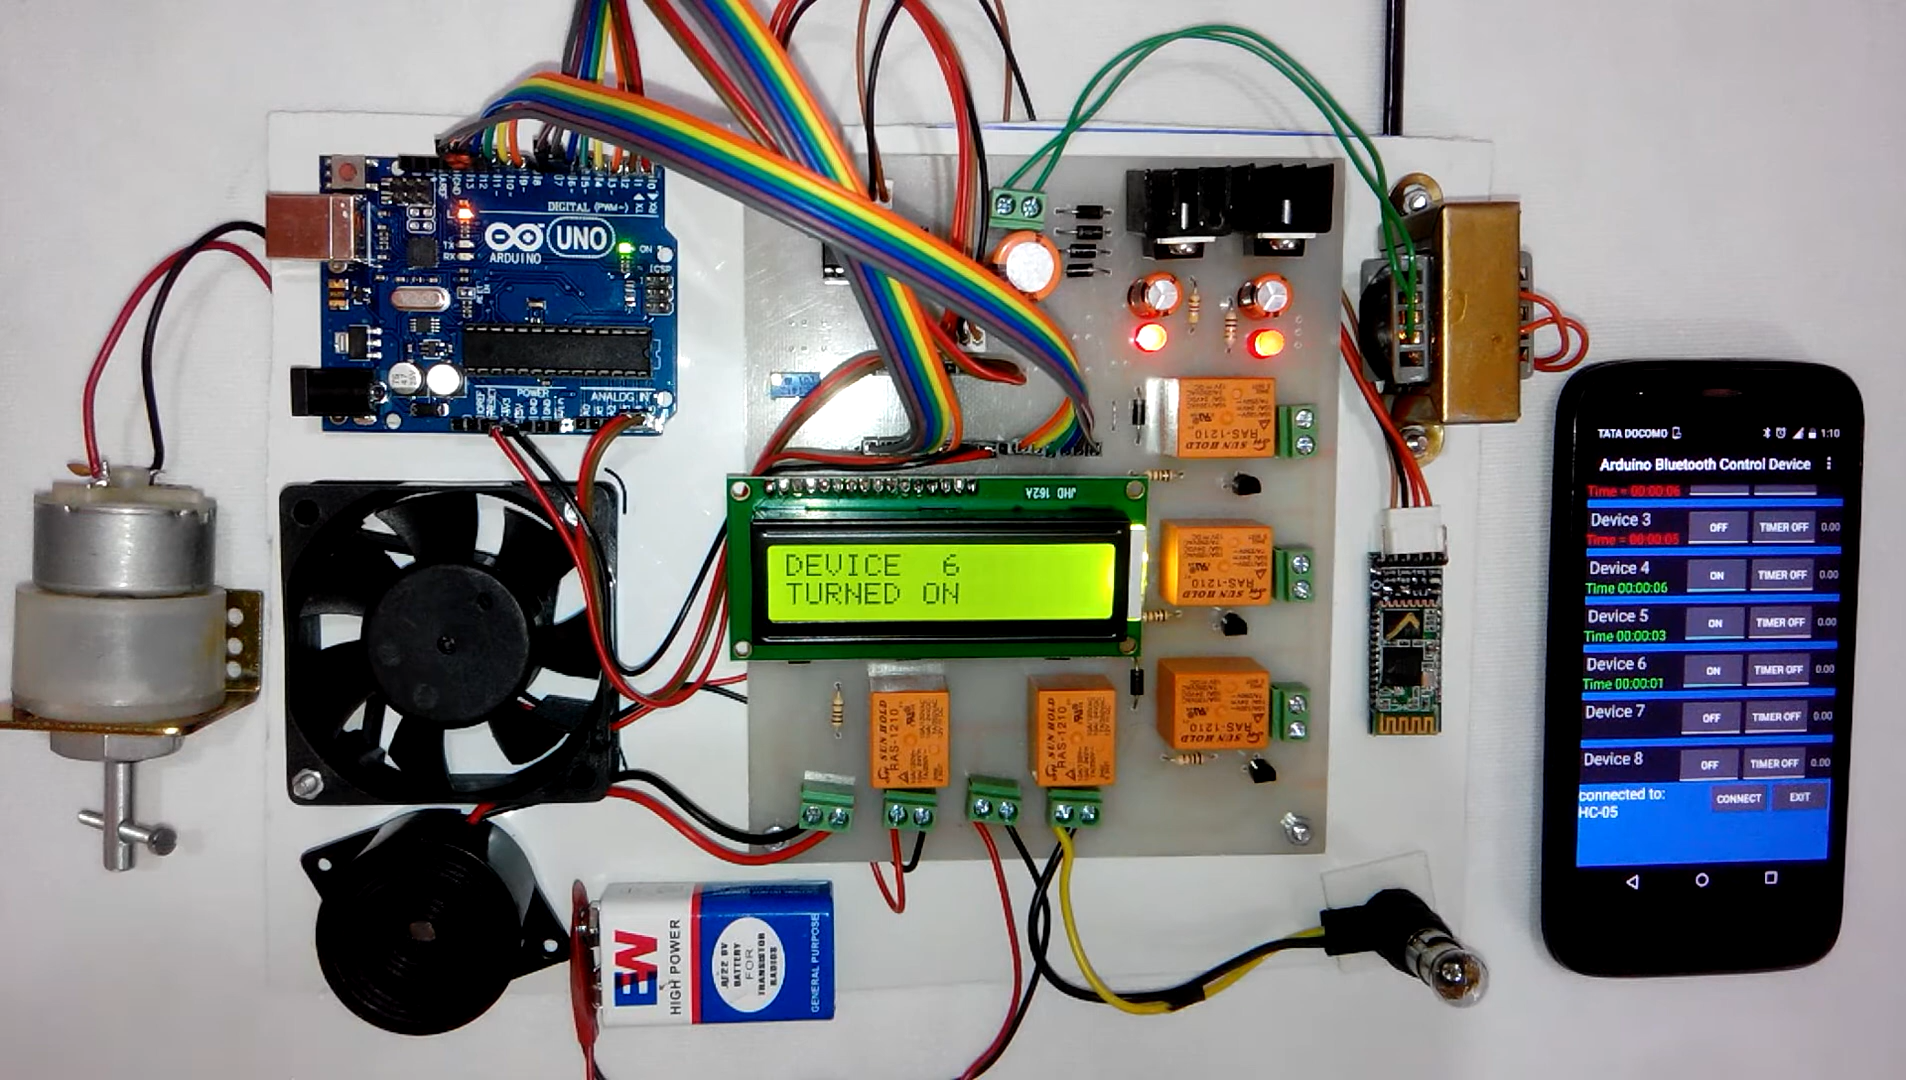 DIGITAL (PWM~)
UNO
ARDUINO
TX
RX
ON
ICSP
POWER
ANALOG IN
JHD 162A
DEVICE 6
TURNED ON
SUN HOLD
RAS-1210
SUN HOLD
RAS-1210
SUN HOLD
RAS-1210
SUN HOLD
RAS-1210
SUN HOLD
RAS-1210
EW
HIGH POWER
BATTERY
FOR
TRANSISTOR
RADIOS
GENERAL PURPOSE
TATA DOCOMO
1:10
Arduino Bluetooth Control Device
Time = 00:00:06
Device 3 OFF TIMER OFF 0.00
Time = 00:00:05
Device 4 ON TIMER OFF 0.00
Time 00:00:06
Device 5 ON TIMER OFF 0.00
Time 00:00:03
Device 6 ON TIMER OFF 0.00
Time 00:00:01
Device 7 OFF TIMER OFF 0.00
Device 8 OFF TIMER OFF 0.00
connected to: CONNECT EXIT
HC-05